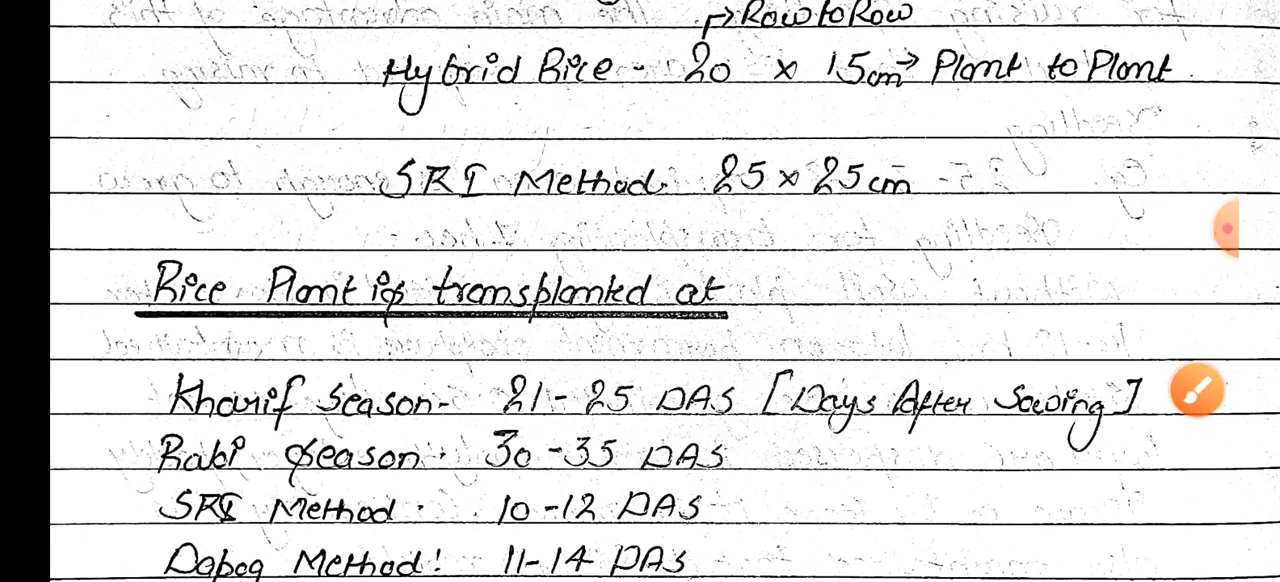 → Row to Row
Hybrid Rice - 20 × 15cm → Plant to Plant
SRI Method. 25 × 25 cm
Rice Plant is transplanted at
Kharif Season- 21-25 DAS [Days After Sowing]
Rabi Season. 30-35 DAS
SRI Method. 10-12 DAS
Dapog Method! 11-14 DAS